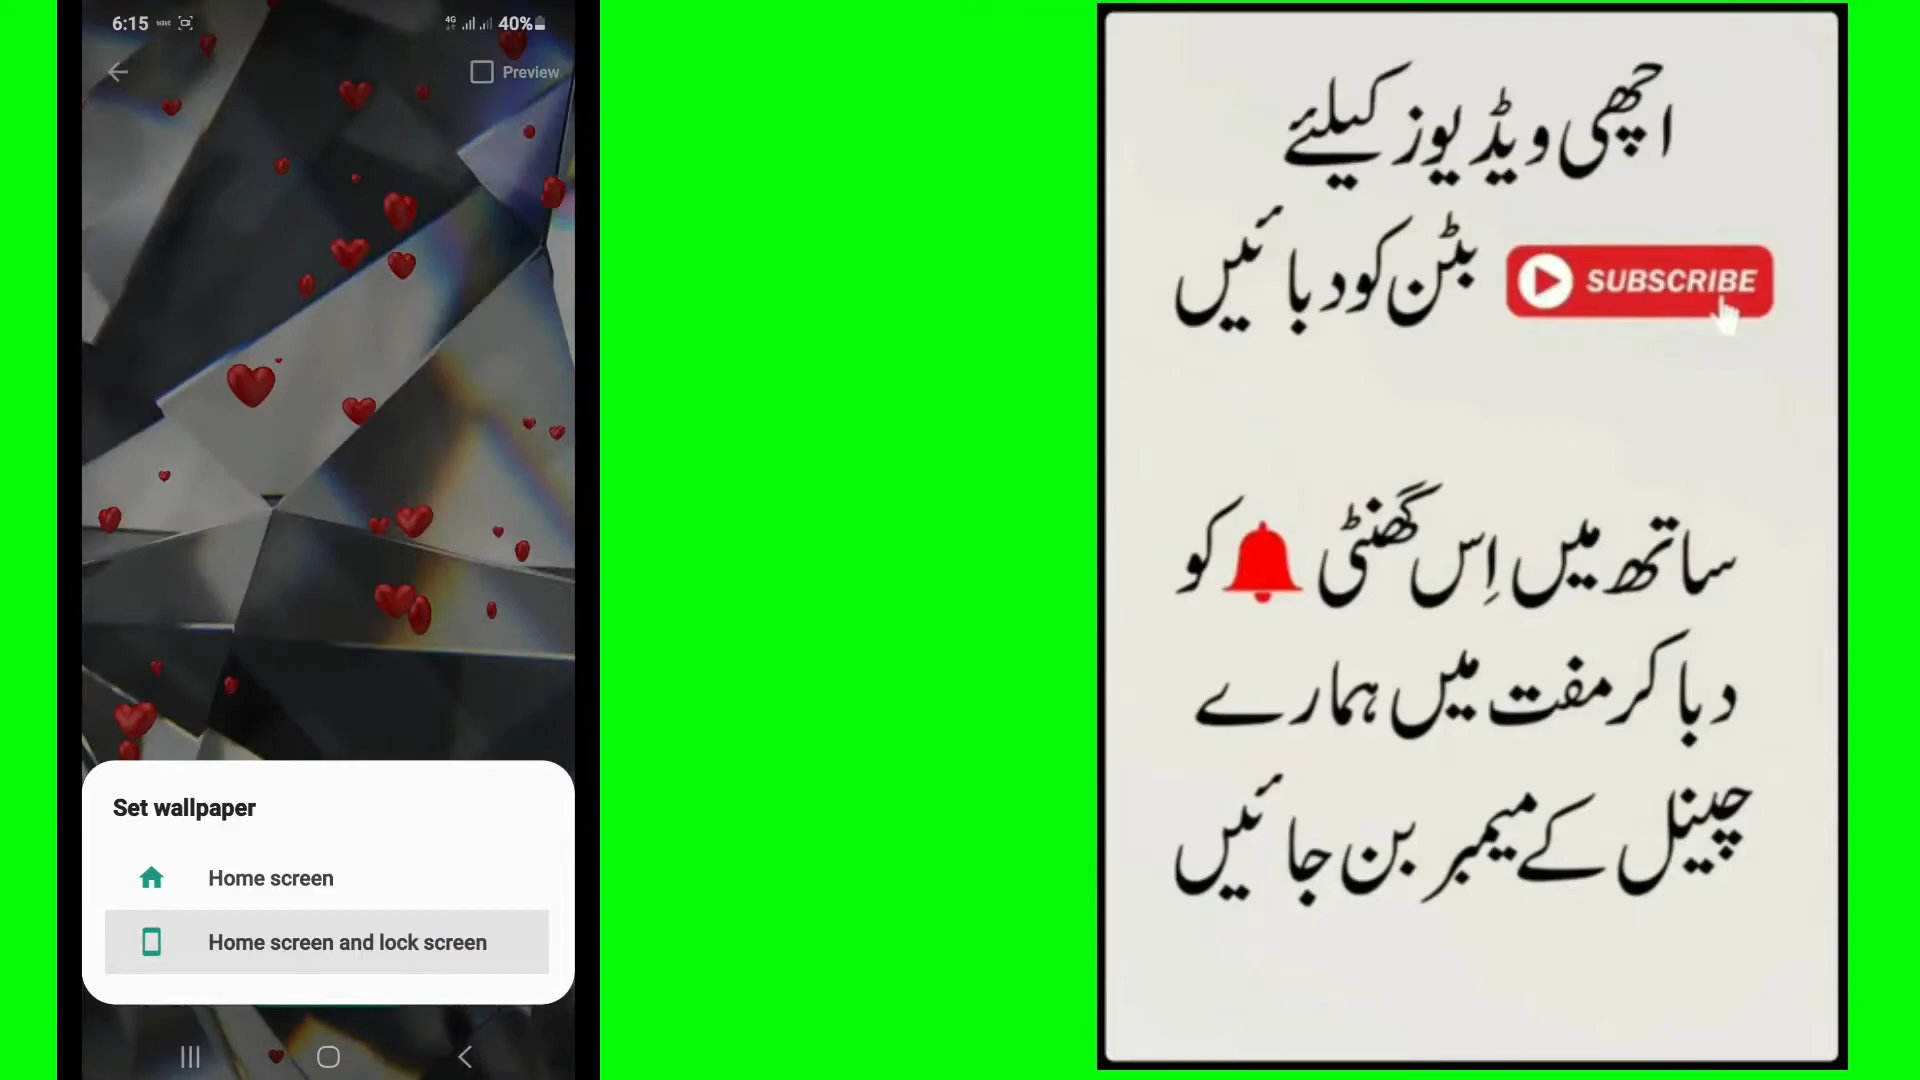 6:15
4G 40%
Preview
Set wallpaper
Home screen
Home screen and lock screen
اچھی ویڈیوز کیلئے
SUBSCRIBE بٹن کو دبائیں
ساتھ میں اِس گھنٹی کو
دبا کر مفت میں ہمارے
چینل کے میمبر بن جائیں